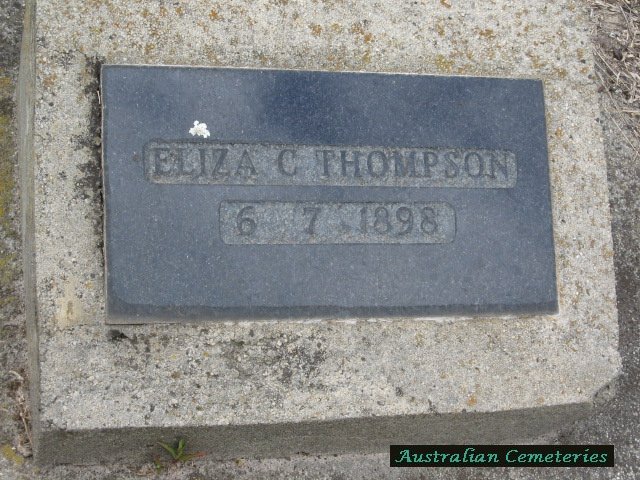 ELIZA C THOMPSON
6 7 1898
Australian Cemeteries